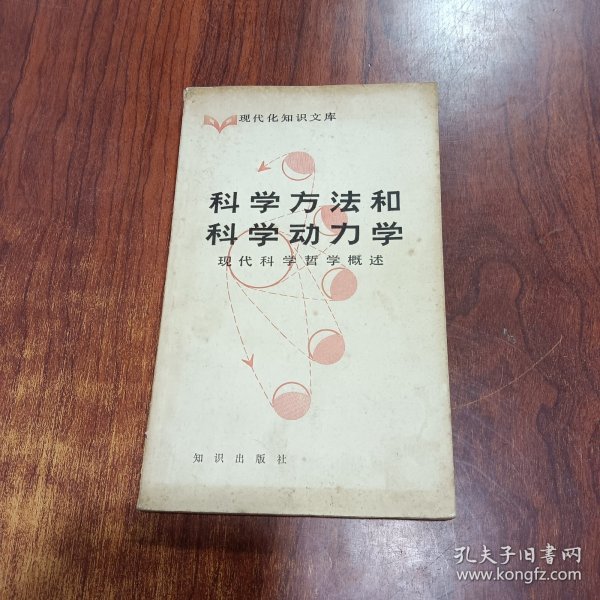 现代化知识文库
科学方法和
科学动力学
现代科学哲学概述
知识出版社
孔夫子旧书网
www.kongfz.com